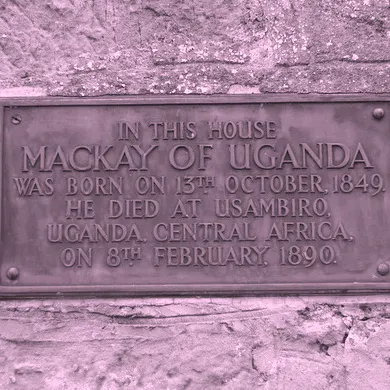 IN THIS HOUSE
MACKAY OF UGANDA
WAS BORN ON 13TH OCTOBER. 1849
HE DIED AT USAMBIRO,
UGANDA, CENTRAL AFRICA,
ON 8TH FEBRUARY, 1890.